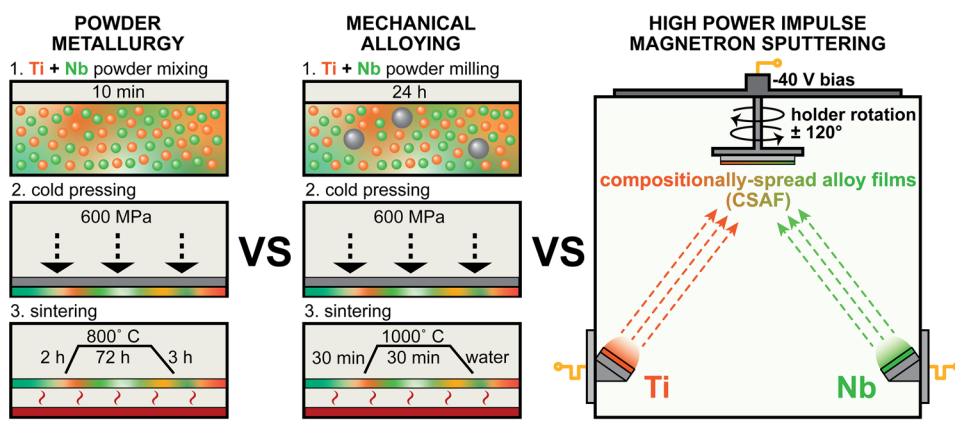 POWDER
METALLURGY
1. Ti + Nb powder mixing
10 min
2. cold pressing
600 MPa
3. sintering
800° C
2 h 72 h 3 h
VS
MECHANICAL
ALLOYING
1. Ti + Nb powder milling
24 h
2. cold pressing
600 MPa
3. sintering
1000° C
30 min 30 min water
VS
HIGH POWER IMPULSE
MAGNETRON SPUTTERING
-40 V bias
holder rotation
± 120°
compositionally-spread alloy films
(CSAF)
Ti
Nb